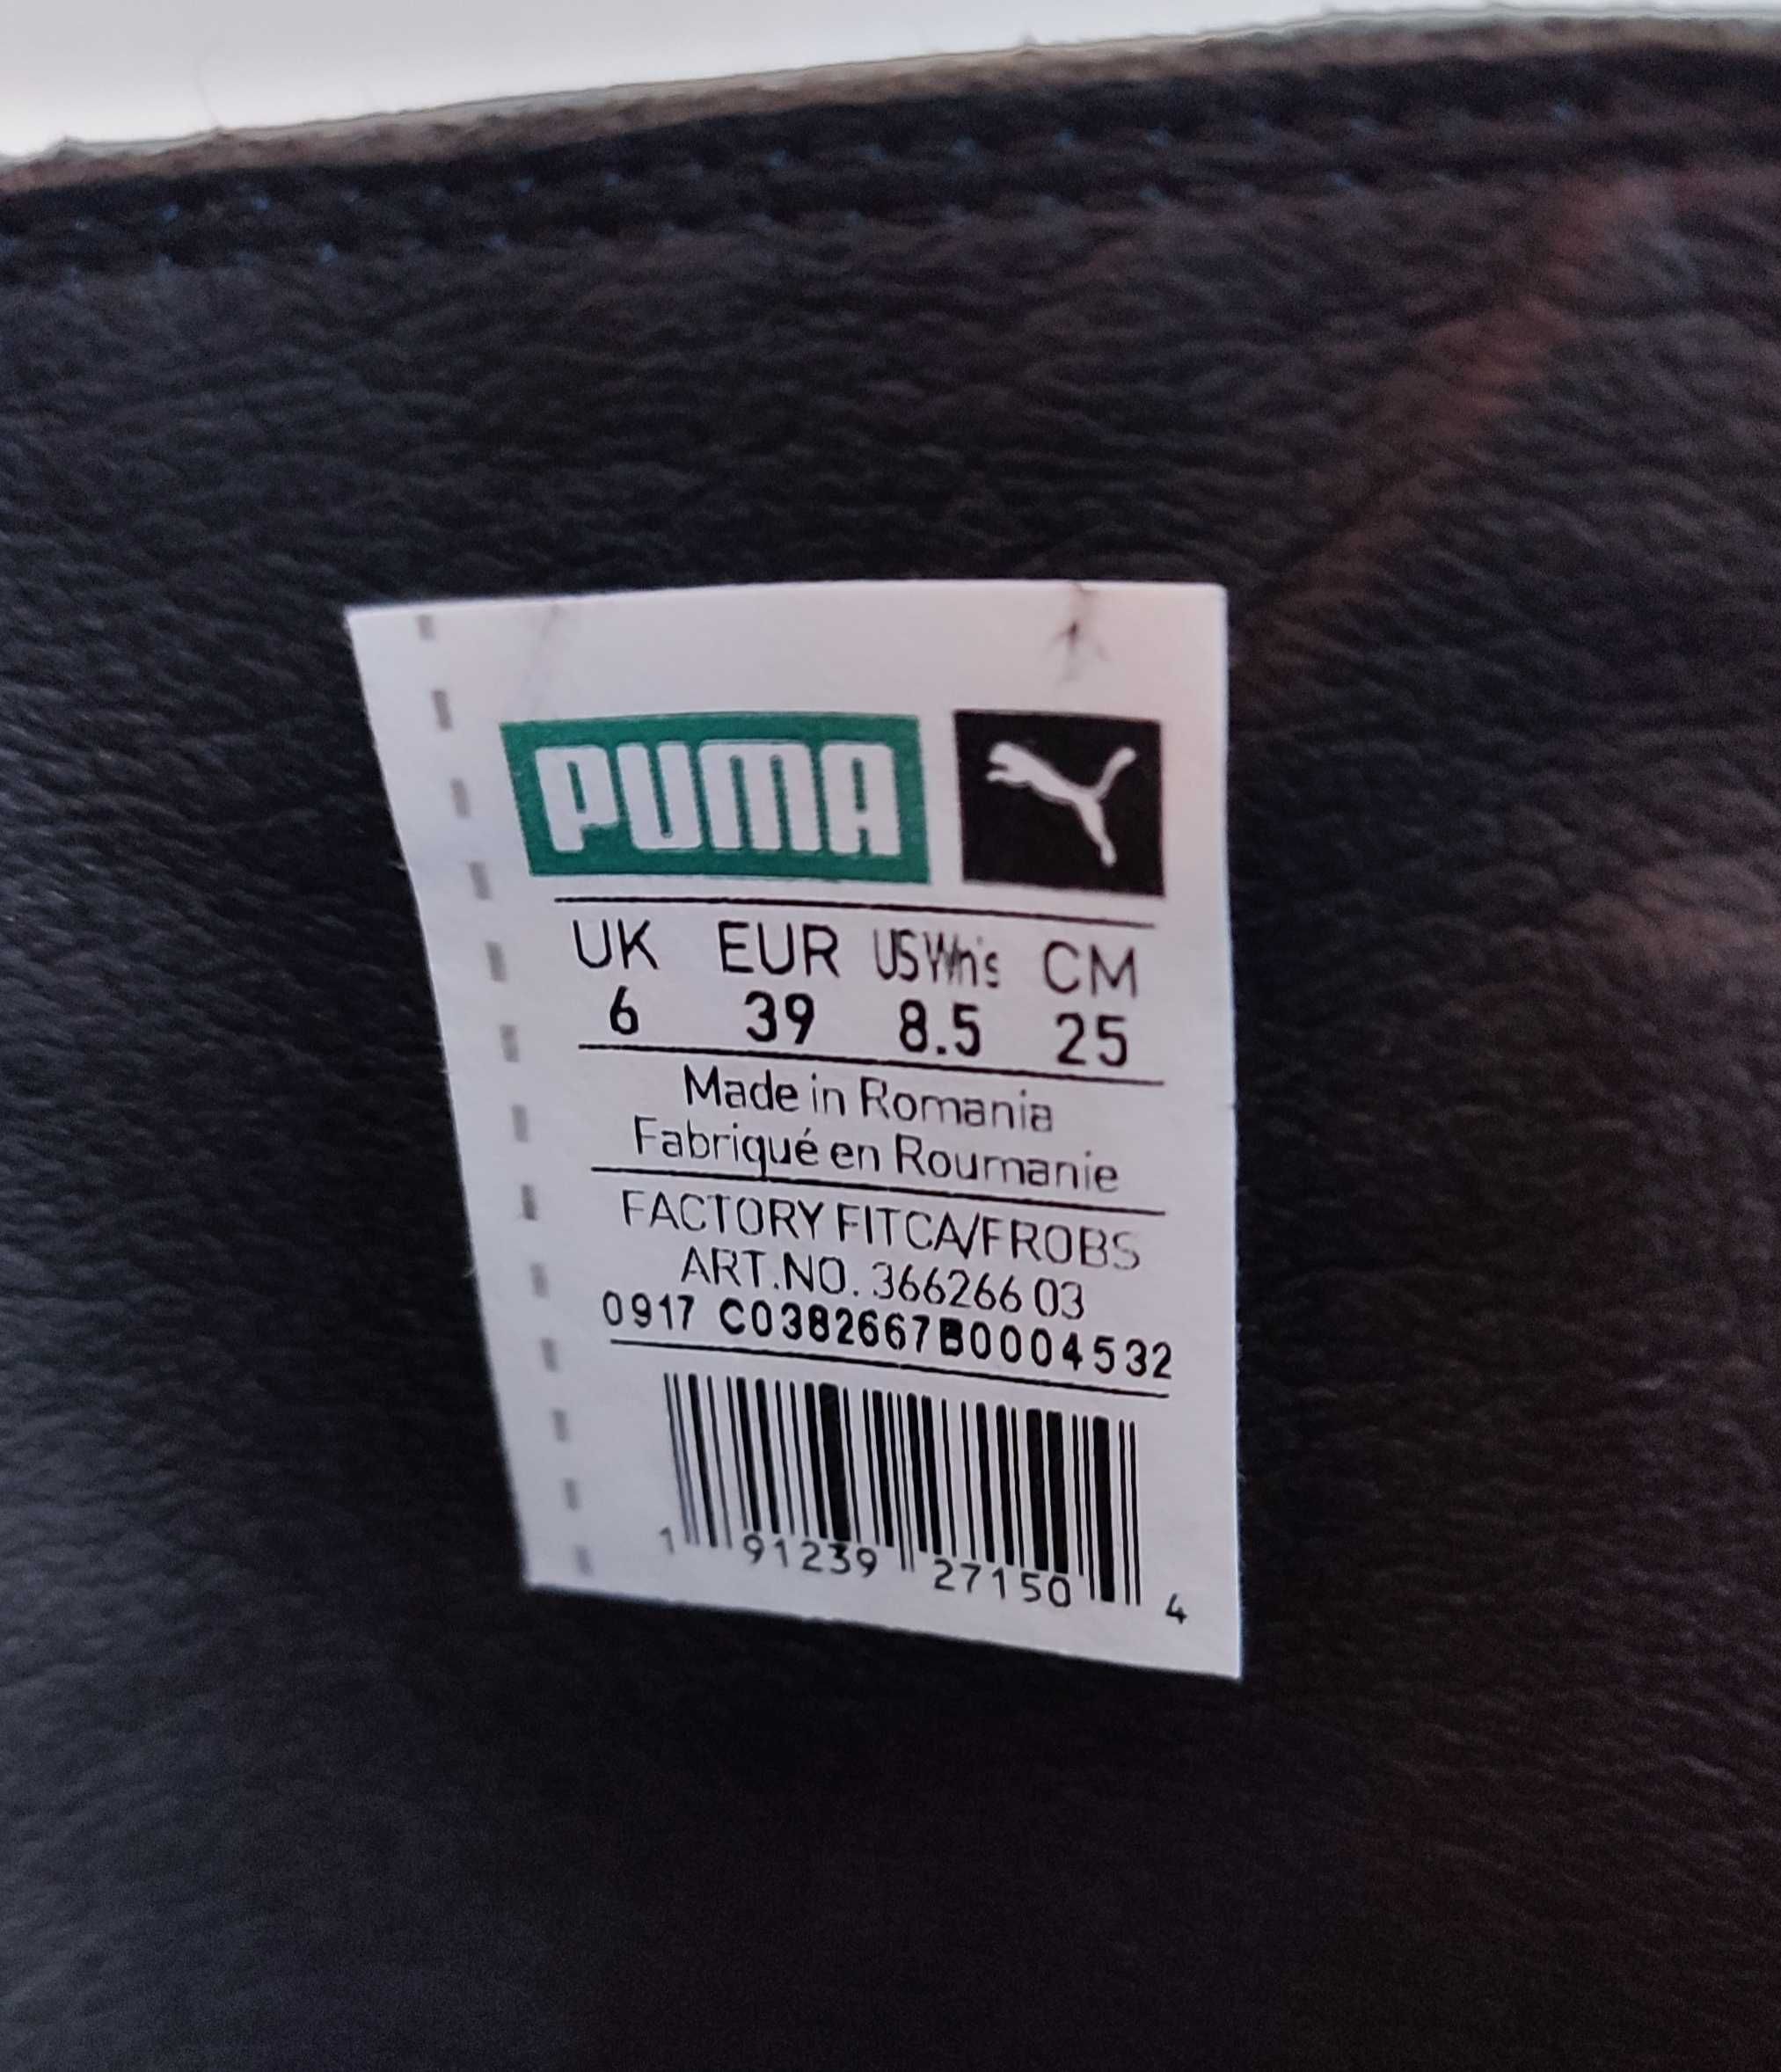 PUMA
UK EUR US Wn's CM
6 39 8.5 25
Made in Romania
Fabriqué en Roumanie
FACTORY FITCA/FROBS
ART.NO. 366266 03
0917 C0382667B0004532
1 91239 27150 4